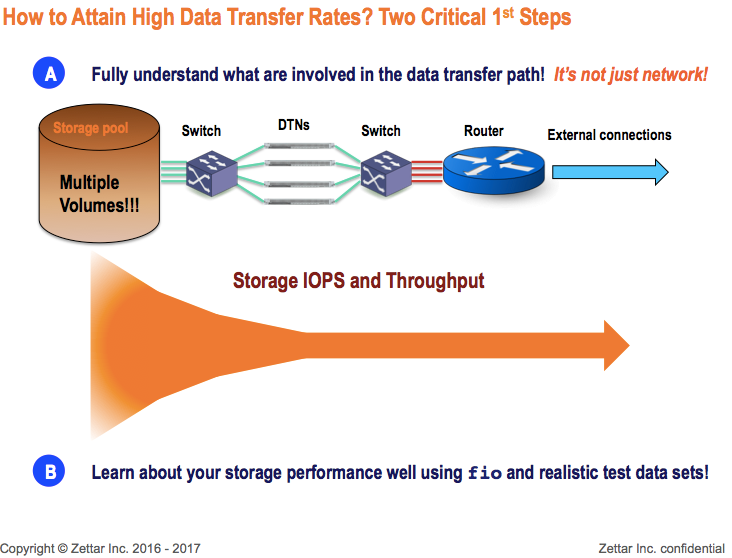 How to Attain High Data Transfer Rates? Two Critical 1st Steps
A Fully understand what are involved in the data transfer path! It's not just network!
Storage pool
Multiple
Volumes!!!
Switch
DTNs
Switch
Router
External connections
Storage IOPS and Throughput
B Learn about your storage performance well using fio and realistic test data sets!
Copyright © Zettar Inc. 2016 - 2017
Zettar Inc. confidential